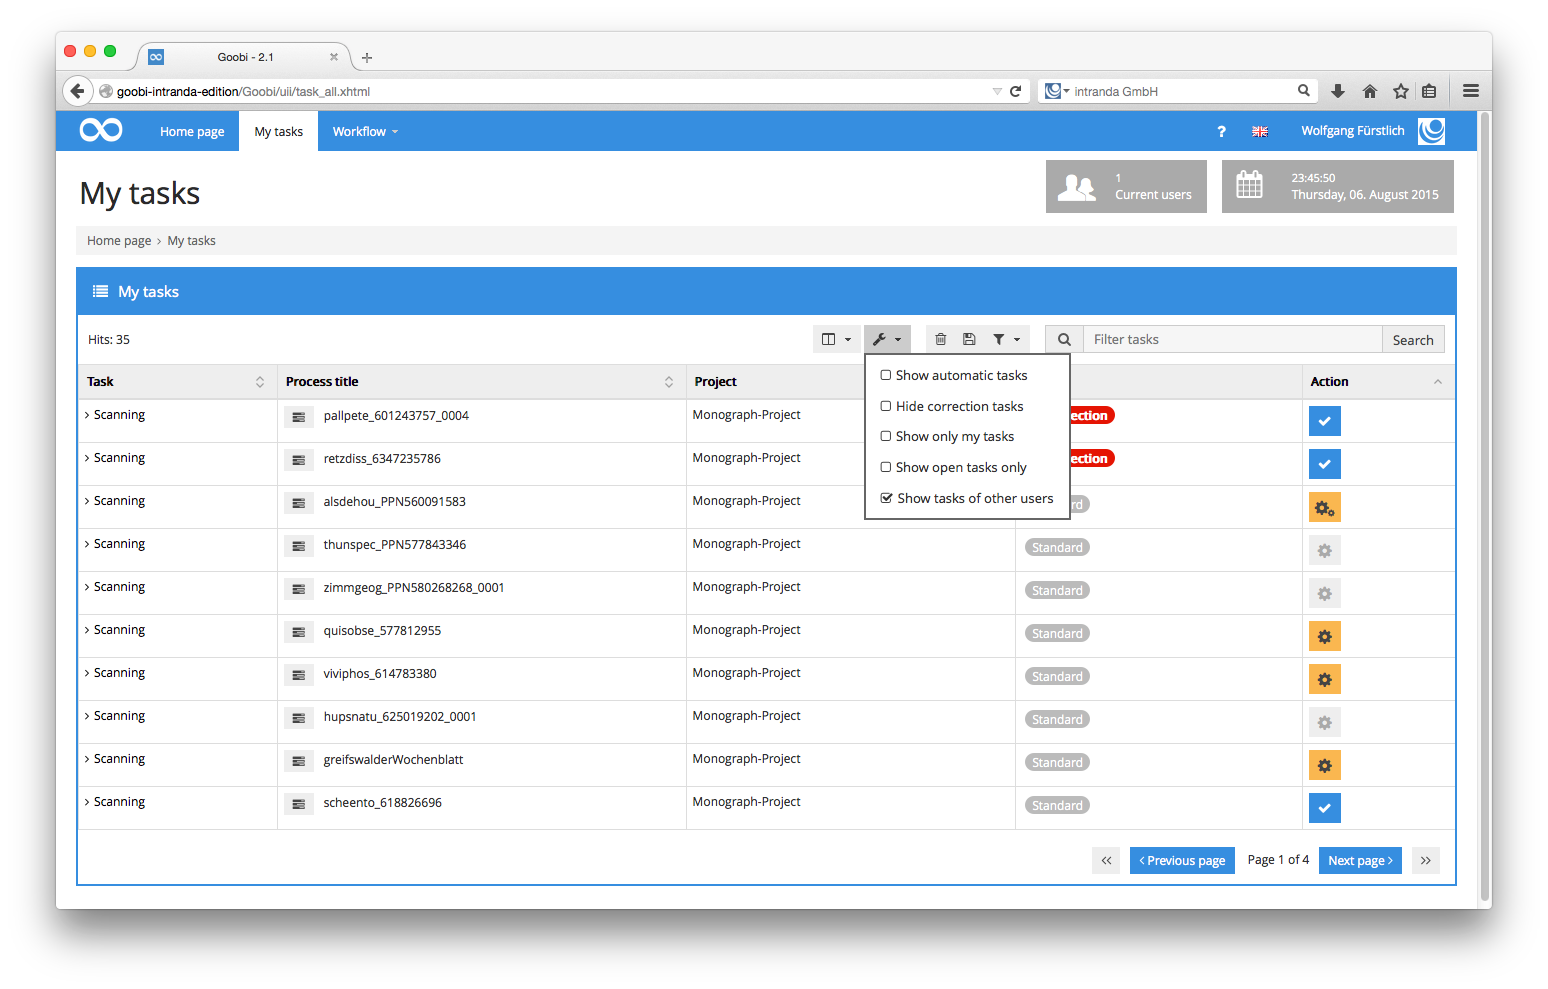 Goobi - 2.1
goobi-intranda-edition/Goobi/uii/task_all.xhtml
intranda GmbH
Home page
My tasks
Workflow
?
Wolfgang Fürstlich
My tasks
1
Current users
23:45:50
Thursday, 06. August 2015
Home page › My tasks
My tasks
Hits: 35
Filter tasks
Search
Show automatic tasks
Hide correction tasks
Show only my tasks
Show open tasks only
Show tasks of other users
Task Process title Project Action
Scanning pallpete_601243757_0004 Monograph-Project ection
Scanning retzdiss_6347235786 Monograph-Project ection
Scanning alsdehou_PPN560091583 Monograph-Project rd
Scanning thunspec_PPN577843346 Monograph-Project Standard
Scanning zimmgeog_PPN580268268_0001 Monograph-Project Standard
Scanning quisobse_577812955 Monograph-Project Standard
Scanning viviphos_614783380 Monograph-Project Standard
Scanning hupsnatu_625019202_0001 Monograph-Project Standard
Scanning greifswalderWochenblatt Monograph-Project Standard
Scanning scheento_618826696 Monograph-Project Standard
« ‹ Previous page Page 1 of 4 Next page › »